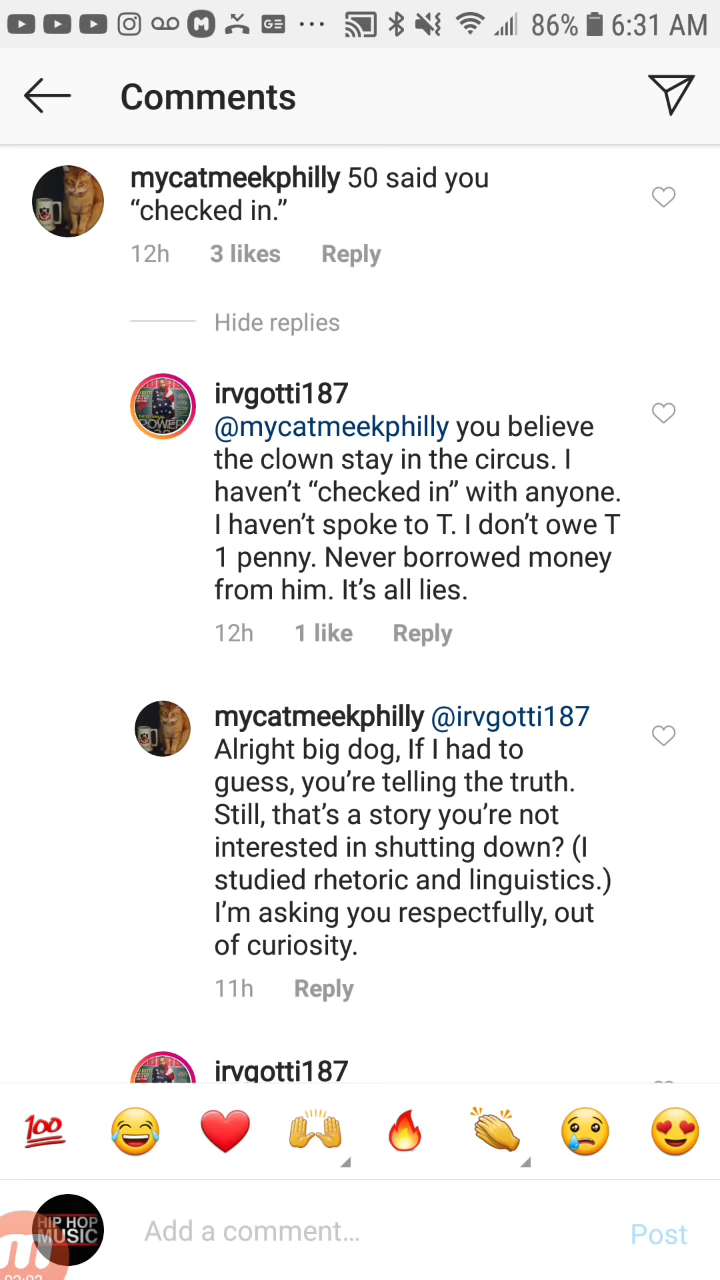 86% 6:31 AM
Comments
mycatmeekphilly 50 said you
“checked in.”
12h 3 likes Reply
Hide replies
irvgotti187
@mycatmeekphilly you believe
the clown stay in the circus. I
haven’t “checked in” with anyone.
I haven’t spoke to T. I don’t owe T
1 penny. Never borrowed money
from him. It’s all lies.
12h 1 like Reply
mycatmeekphilly @irvgotti187
Alright big dog, If I had to
guess, you’re telling the truth.
Still, that’s a story you’re not
interested in shutting down? (I
studied rhetoric and linguistics.)
I’m asking you respectfully, out
of curiosity.
11h Reply
irvgotti187
HIP HOP
MUSIC
Add a comment...
Post